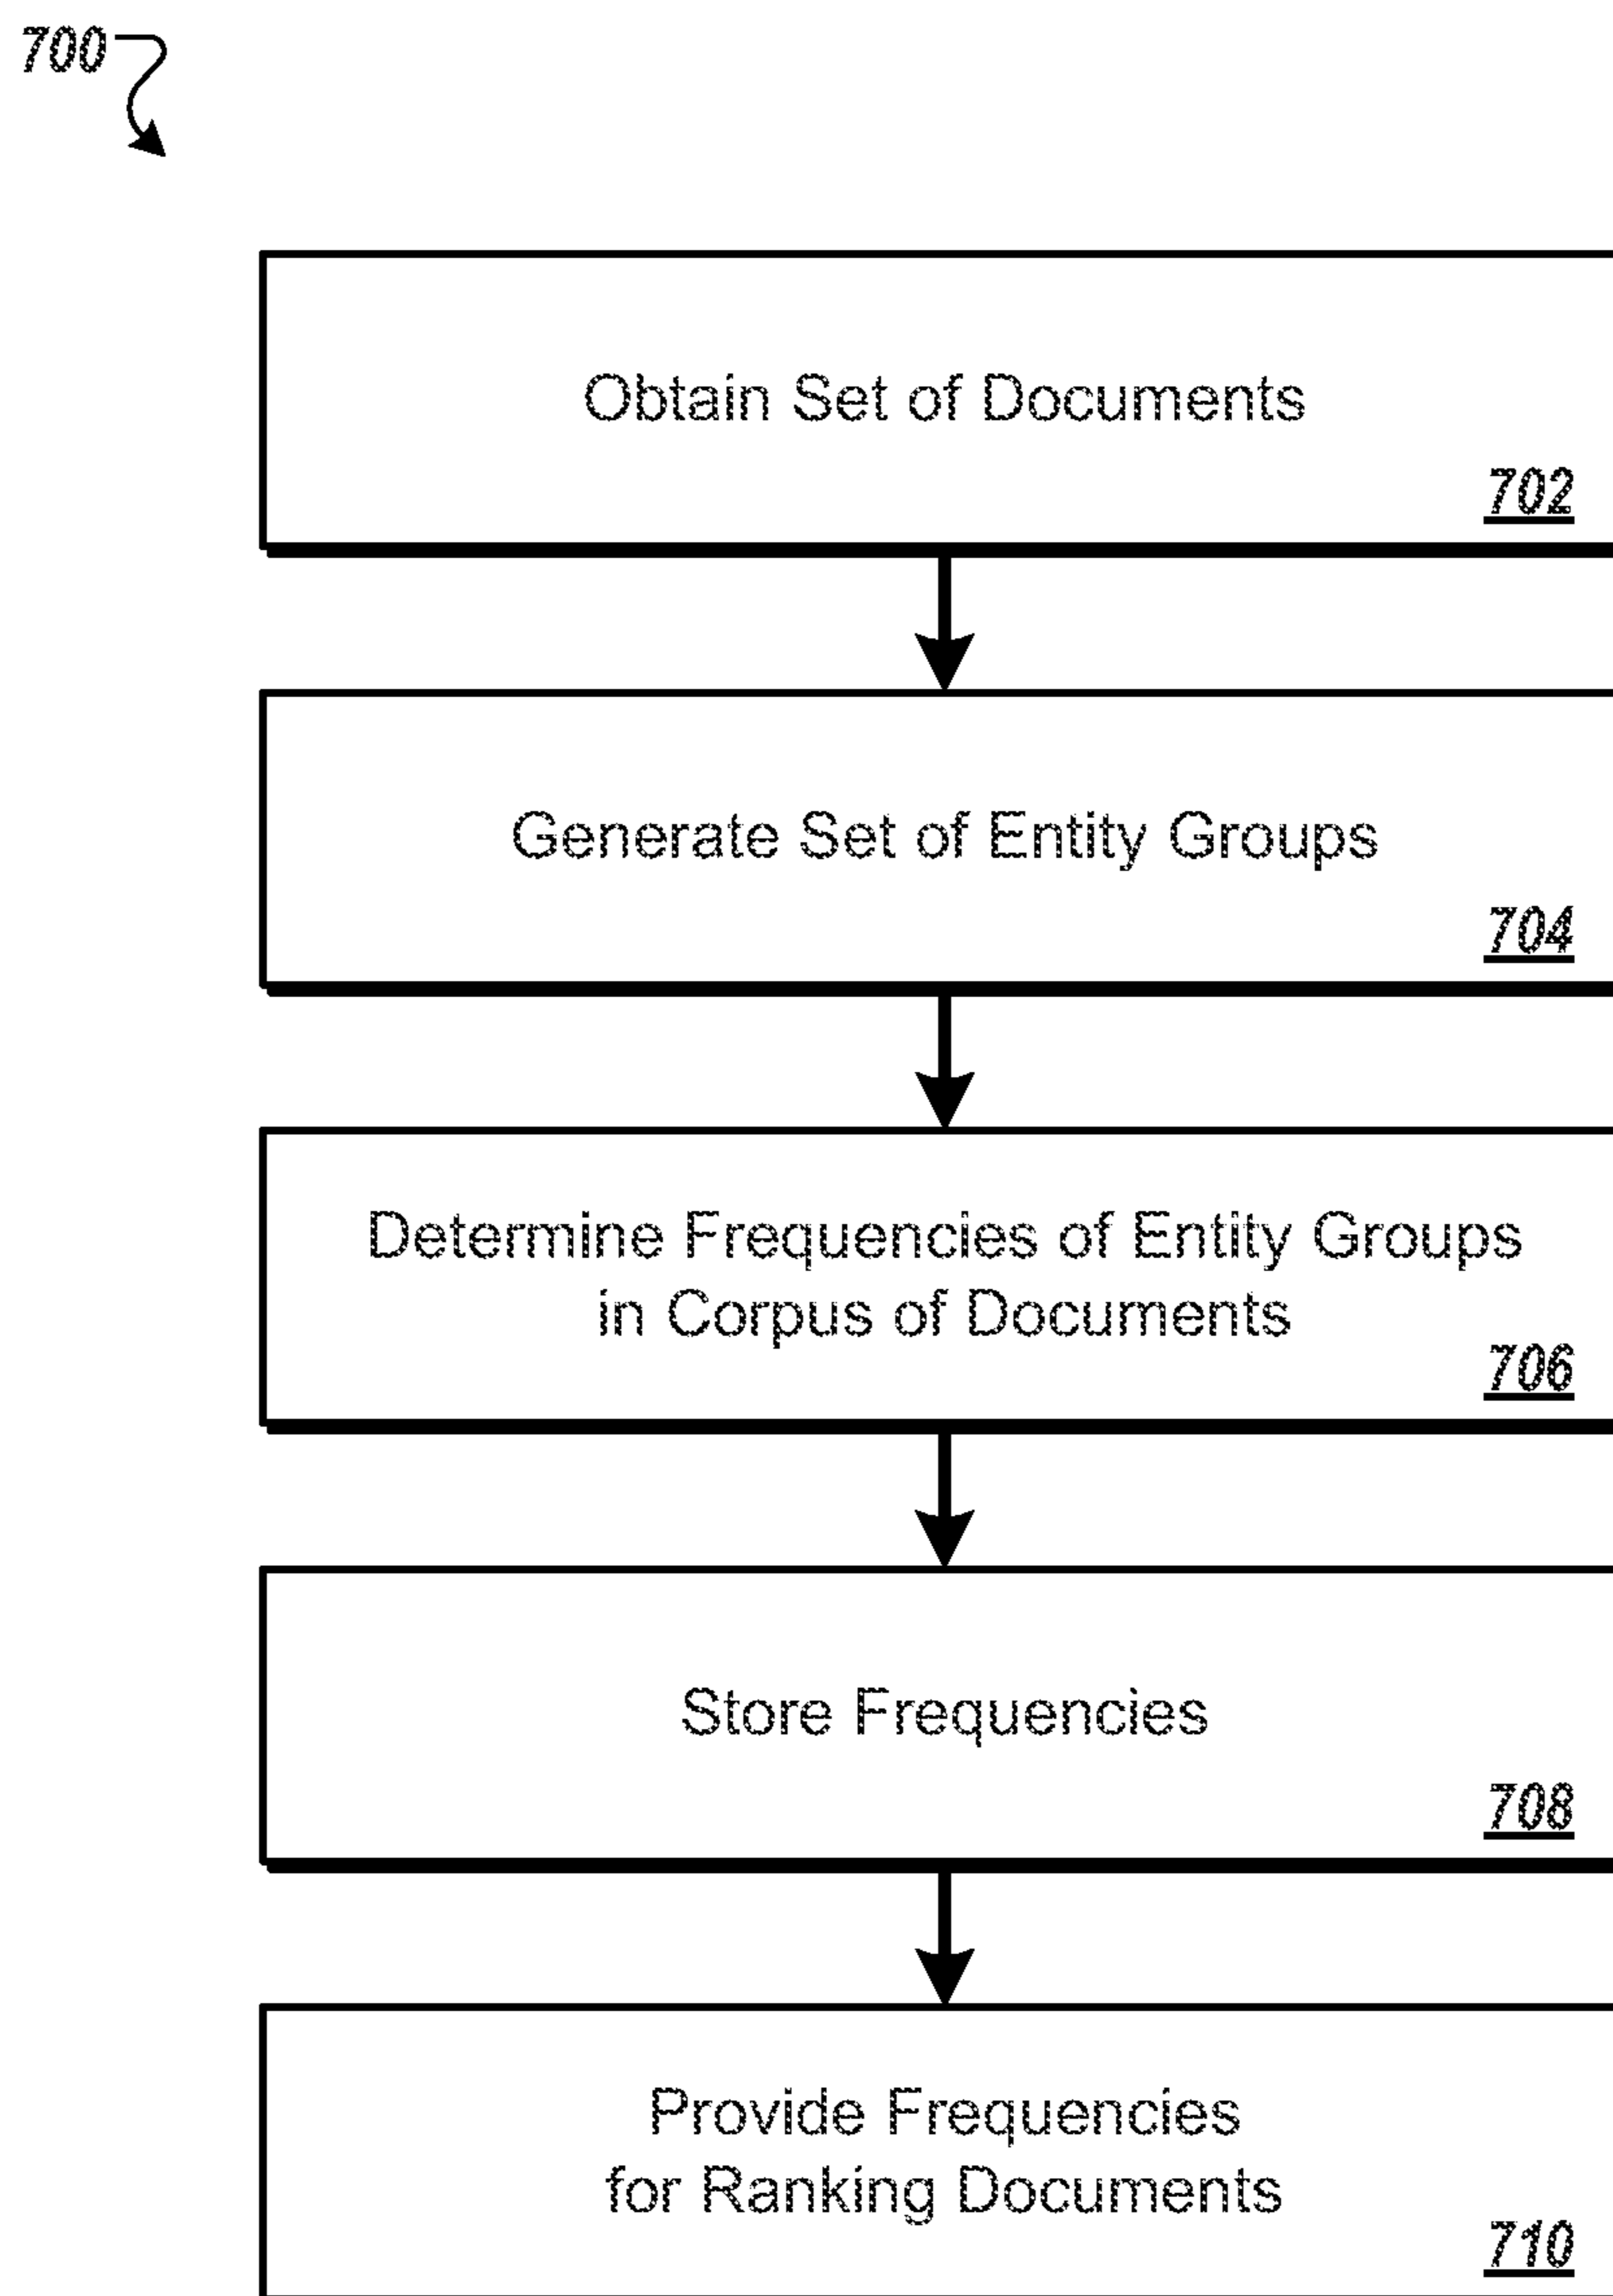 700
Obtain Set of Documents
702
Generate Set of Entity Groups
704
Determine Frequencies of Entity Groups
in Corpus of Documents
706
Store Frequencies
708
Provide Frequencies
for Ranking Documents
710